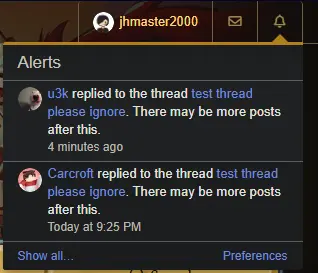 jhmaster2000
Alerts
u3k replied to the thread test thread
please ignore. There may be more posts
after this.
4 minutes ago
Carcroft replied to the thread test thread
please ignore. There may be more posts
after this.
Today at 9:25 PM
Show all... Preferences